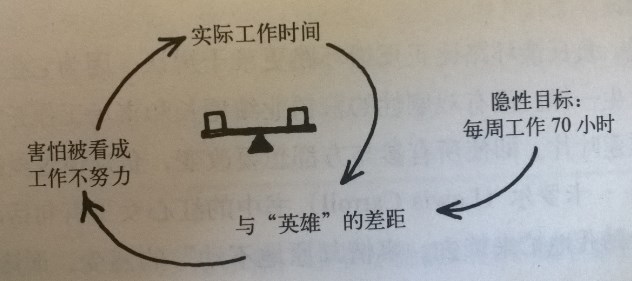 实际工作时间
隐性目标：
每周工作 70 小时
害怕被看成
工作不努力
与“英雄”的差距